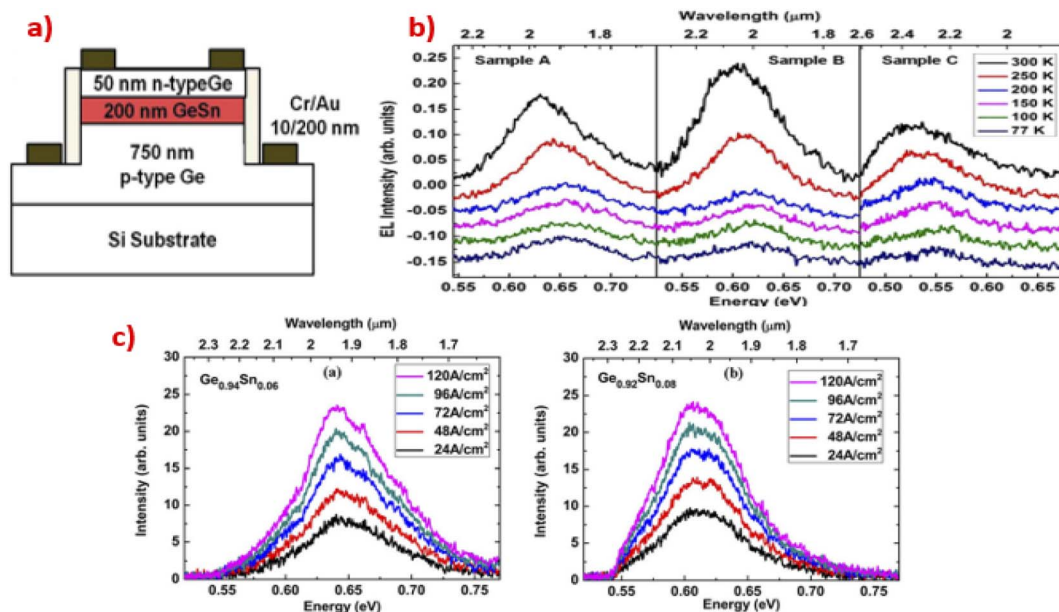 a)
50 nm n-typeGe
200 nm GeSn
Cr/Au
10/200 nm
750 nm
p-type Ge
Si Substrate
b)
Wavelength (μm)
2.2 2 1.8 2.2 2 2.6 2.4 2.2 2
Sample A
Sample B
Sample C
300 K
250 K
200 K
150 K
100 K
77 K
EL Intensity (arb. units)
0.25
0.20
0.15
0.10
0.05
0.00
-0.05
-0.10
-0.15
0.55 0.60 0.65 0.60 0.65 0.70 0.50 0.55 0.60 0.65
Energy (eV)
c)
Wavelength (μm)
2.3 2.2 2.1 2 1.9 1.8 1.7
Ge0.94Sn0.06
(a)
120A/cm2
96A/cm2
72A/cm2
48A/cm2
24A/cm2
Intensity (arb. units)
30
25
20
15
10
5
0
0.55 0.60 0.65 0.70 0.75
Energy (eV)
Wavelength (μm)
2.3 2.2 2.1 2 1.9 1.8 1.7
Ge0.92Sn0.08
(b)
120A/cm2
96A/cm2
72A/cm2
48A/cm2
24A/cm2
Intensity (arb. units)
30
25
20
15
10
5
0
0.55 0.60 0.65 0.70 0.75
Energy (eV)